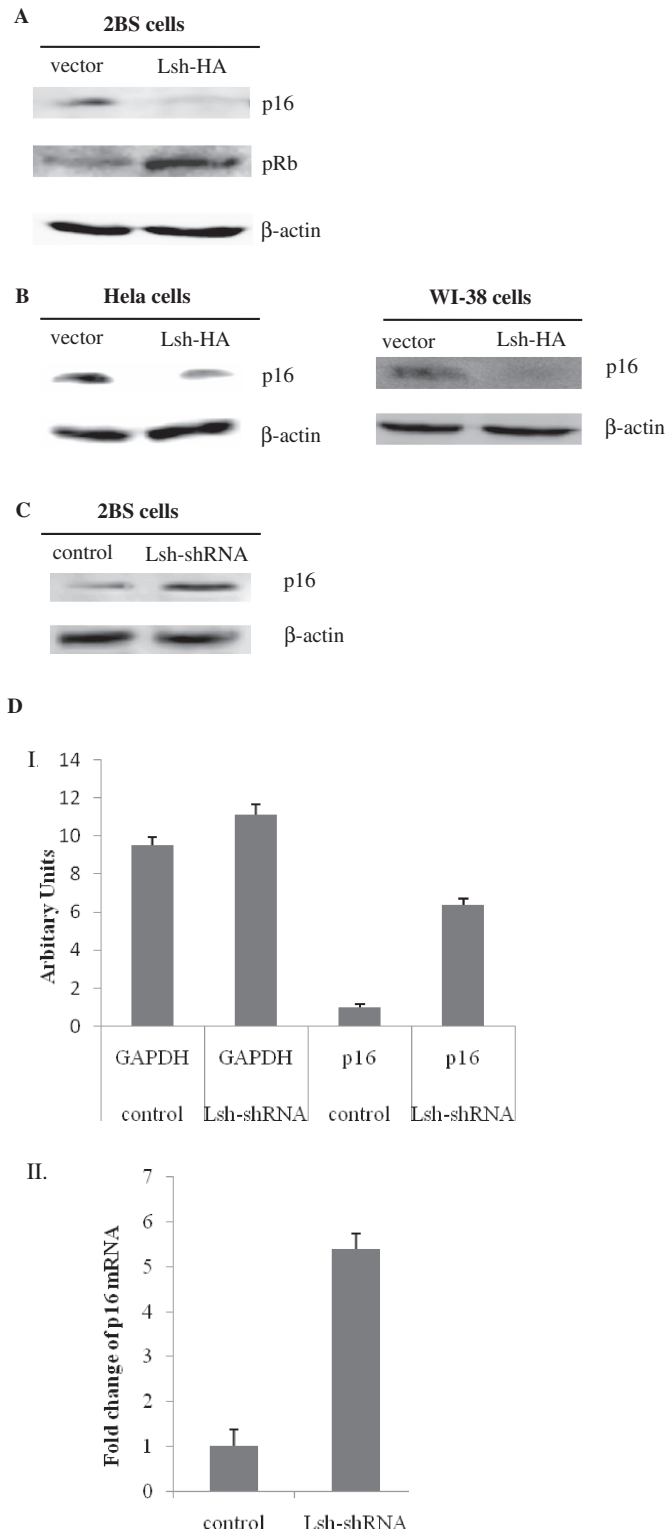 A
2BS cells
vector Lsh-HA
p16
pRb
β-actin
B
Hela cells
vector Lsh-HA
p16
β-actin
WI-38 cells
vector Lsh-HA
p16
β-actin
C
2BS cells
control Lsh-shRNA
p16
β-actin
D
I.
Arbitary Units
14
12
10
8
6
4
2
0
GAPDH GAPDH p16 p16
control Lsh-shRNA control Lsh-shRNA
II.
Fold change of p16 mRNA
7
6
5
4
3
2
1
0
control Lsh-shRNA